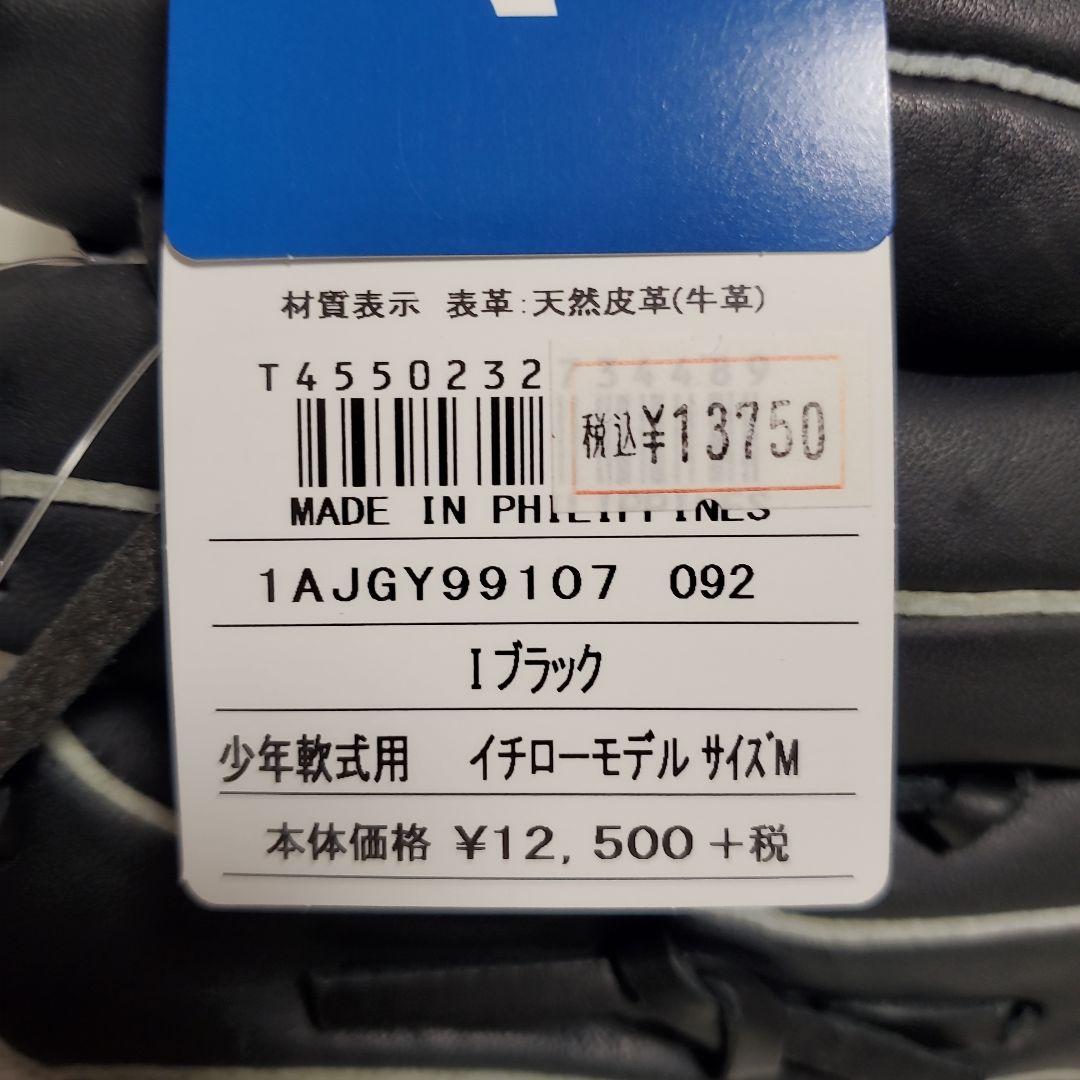 材質表示 表革:天然皮革(牛革)
T4550232734489
税込¥13750
MADE IN PHILIPPINES
1AJGY99107 092
Iブラック
少年軟式用 イチローモデル サイズM
本体価格 ¥12,500+税